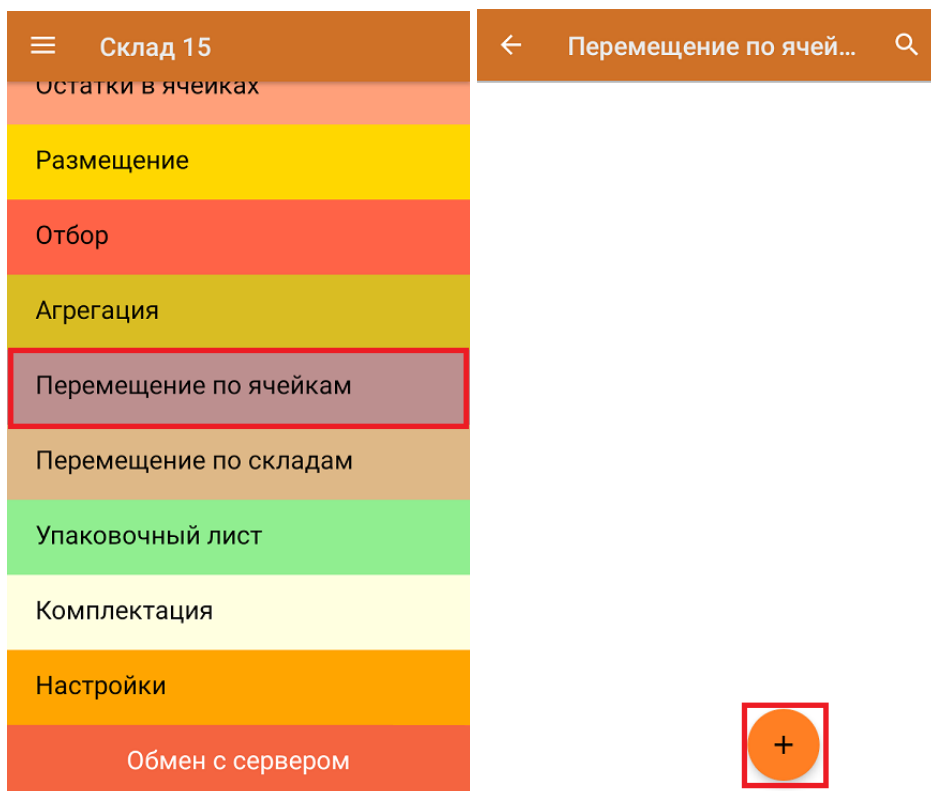 Склад 15
Остатки в ячейках
Размещение
Отбор
Агрегация
Перемещение по ячейкам
Перемещение по складам
Упаковочный лист
Комплектация
Настройки
Обмен с сервером
Перемещение по ячей...
+